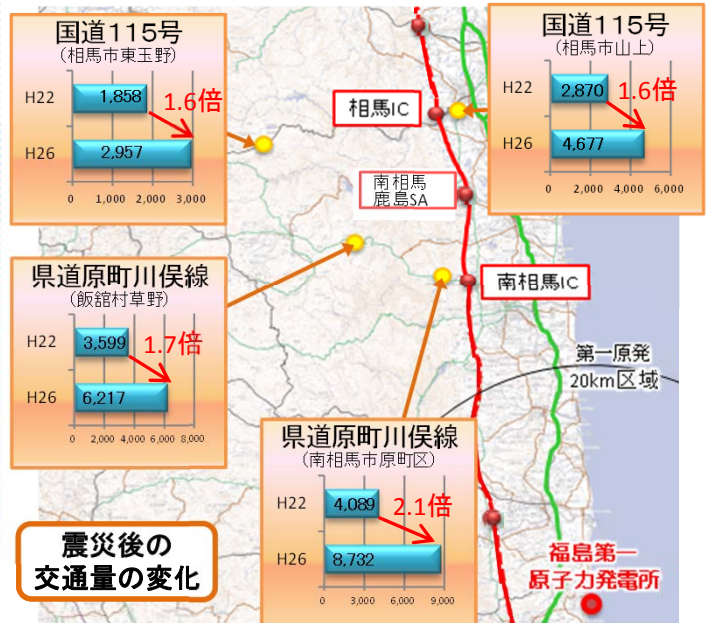 国道115号
(相馬市東玉野)
H22
1,858
1.6倍
H26
2,957
0 1,000 2,000 3,000
国道115号
(相馬市山上)
H22
2,870
1.6倍
H26
4,677
0 2,000 4,000 6,000
相馬IC
南相馬
鹿島SA
南相馬IC
県道原町川俣線
(飯舘村草野)
H22
3,599
1.7倍
H26
6,217
0 2,000 4,000 6,000 8,000
第一原発
20km区域
県道原町川俣線
(南相馬市原町区)
H22
4,089
2.1倍
H26
8,732
0 3,000 6,000 9,000
震災後の
交通量の変化
福島第一
原子力発電所